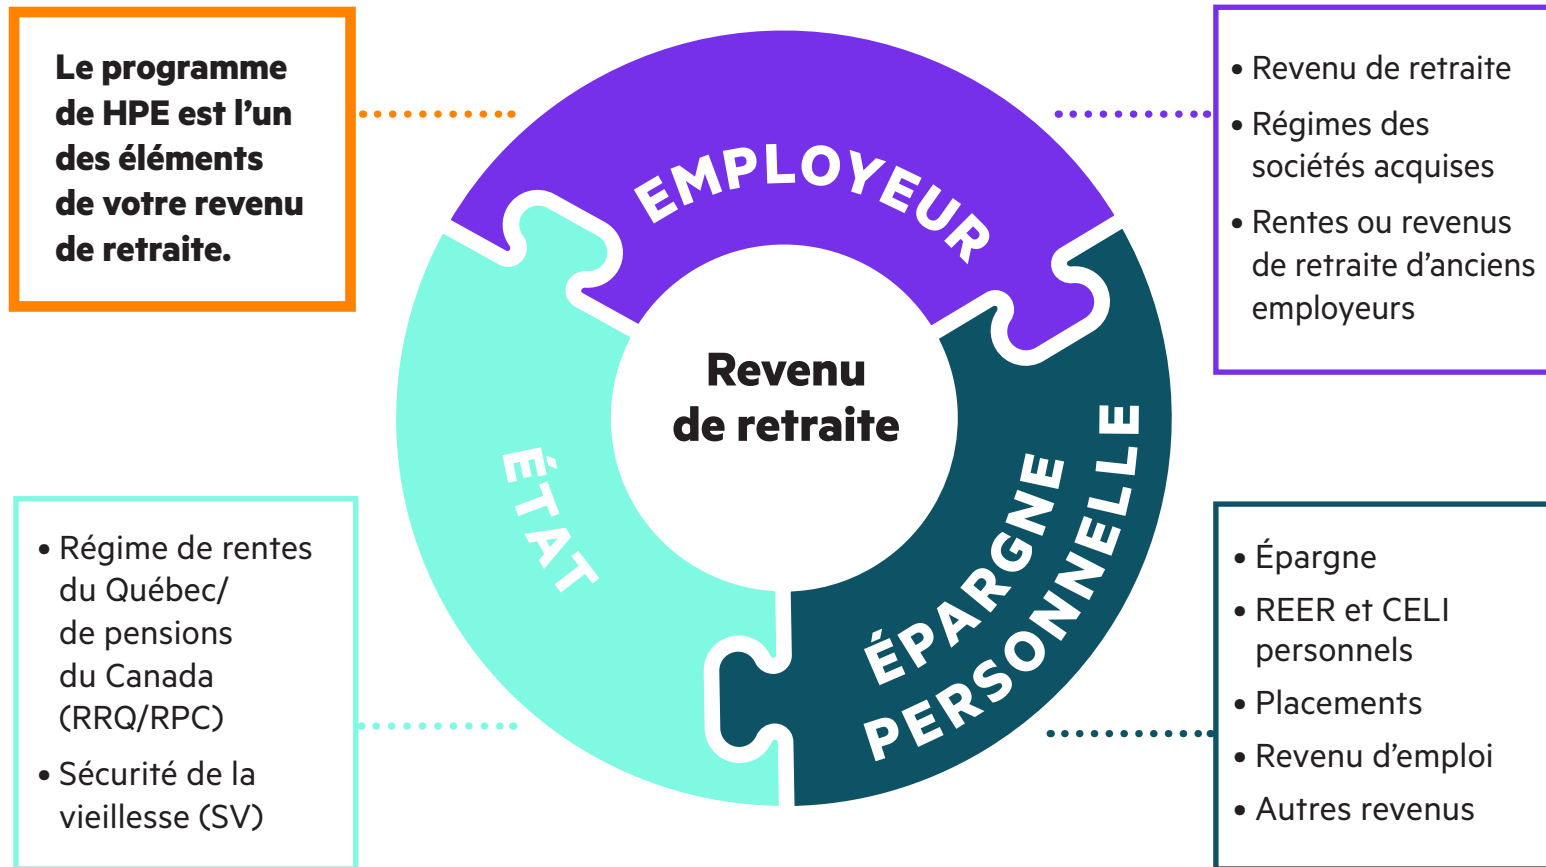 Le programme
de HPE est l’un
des éléments
de votre revenu
de retraite.
EMPLOYEUR
• Revenu de retraite
• Régimes des
sociétés acquises
• Rentes ou revenus
de retraite d’anciens
employeurs
Revenu
de retraite
ÉTAT
ÉPARGNE
PERSONNELLE
• Régime de rentes
du Québec/
de pensions
du Canada
(RRQ/RPC)
• Sécurité de la
vieillesse (SV)
• Épargne
• REER et CELI
personnels
• Placements
• Revenu d’emploi
• Autres revenus